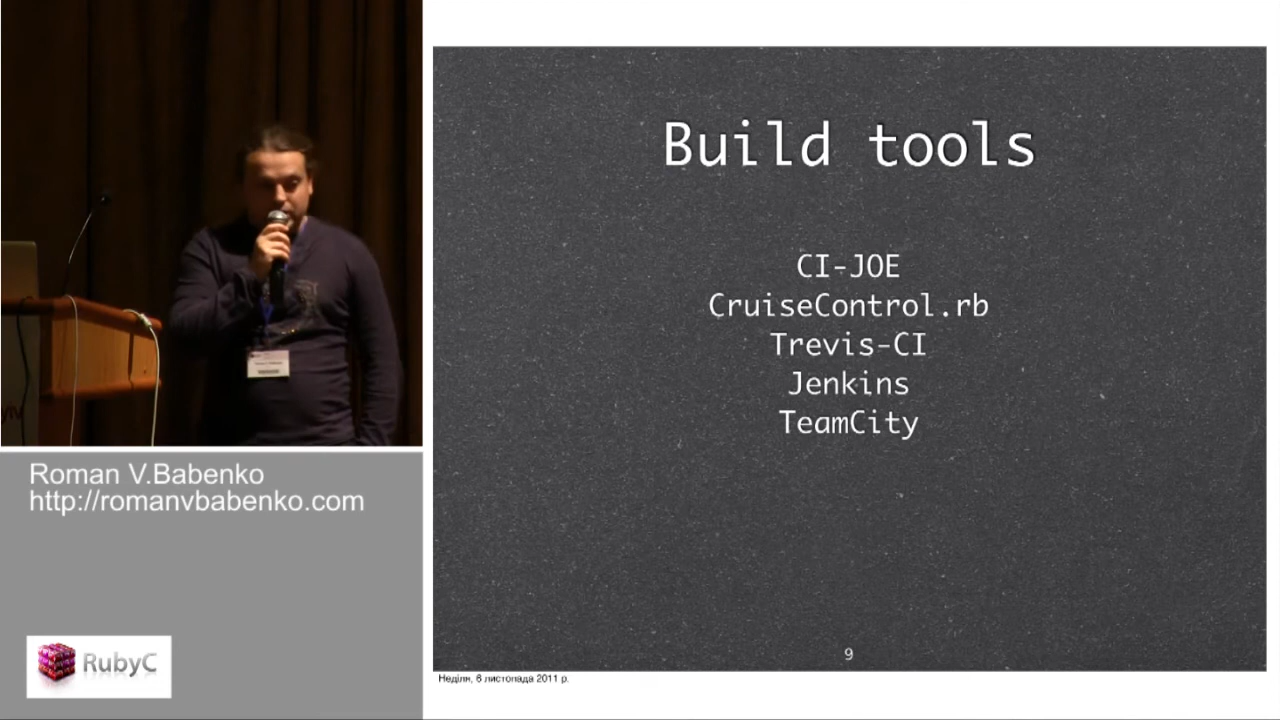 Build tools
CI-JOE
CruiseControl.rb
Trevis-CI
Jenkins
TeamCity
9
Неділя, 6 листопада 2011 р.
Roman V.Babenko
http://romanvbabenko.com
RubyC